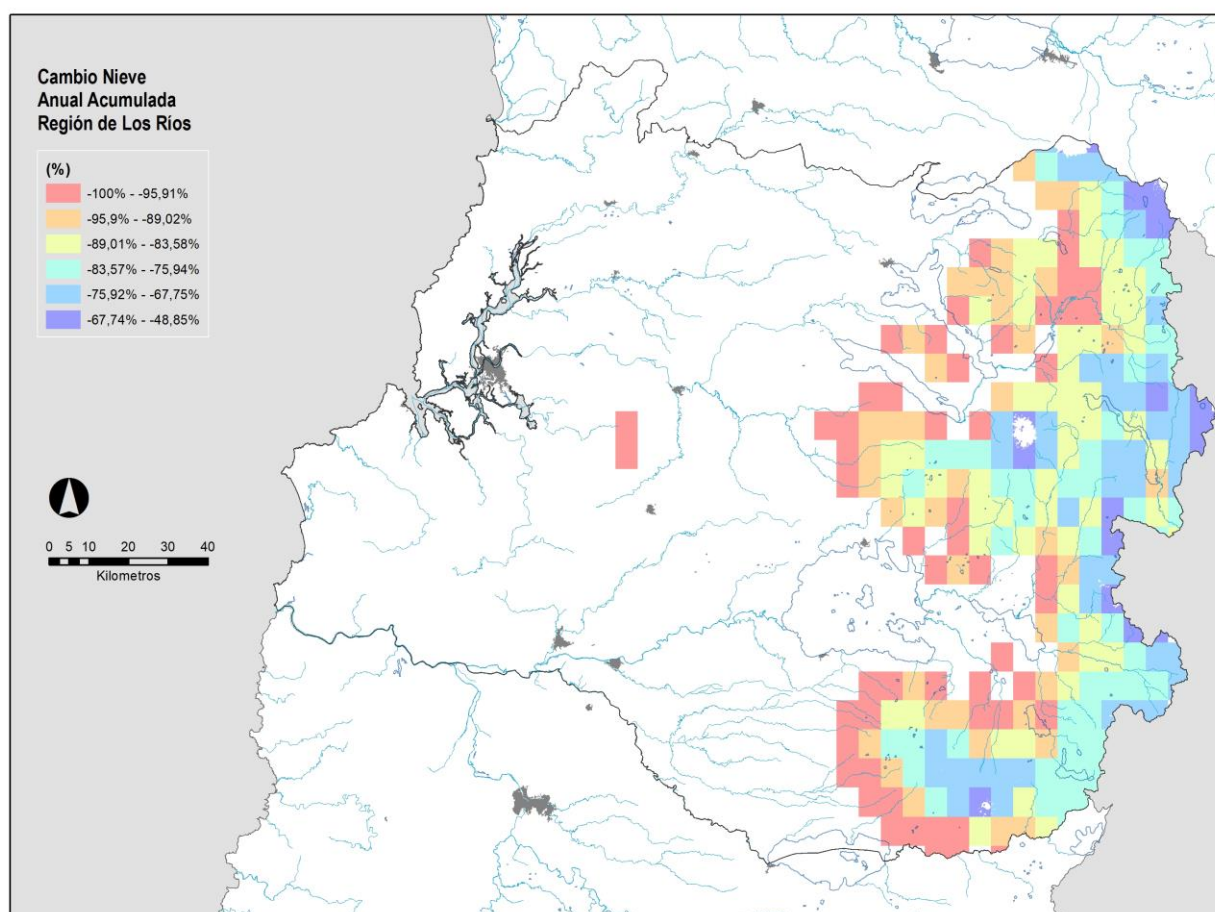 Cambio Nieve
Anual Acumulada
Región de Los Ríos
(%)
-100% - -95,91%
-95,9% - -89,02%
-89,01% - -83,58%
-83,57% - -75,94%
-75,92% - -67,75%
-67,74% - -48,85%
0 5 10 20 30 40
Kilometros